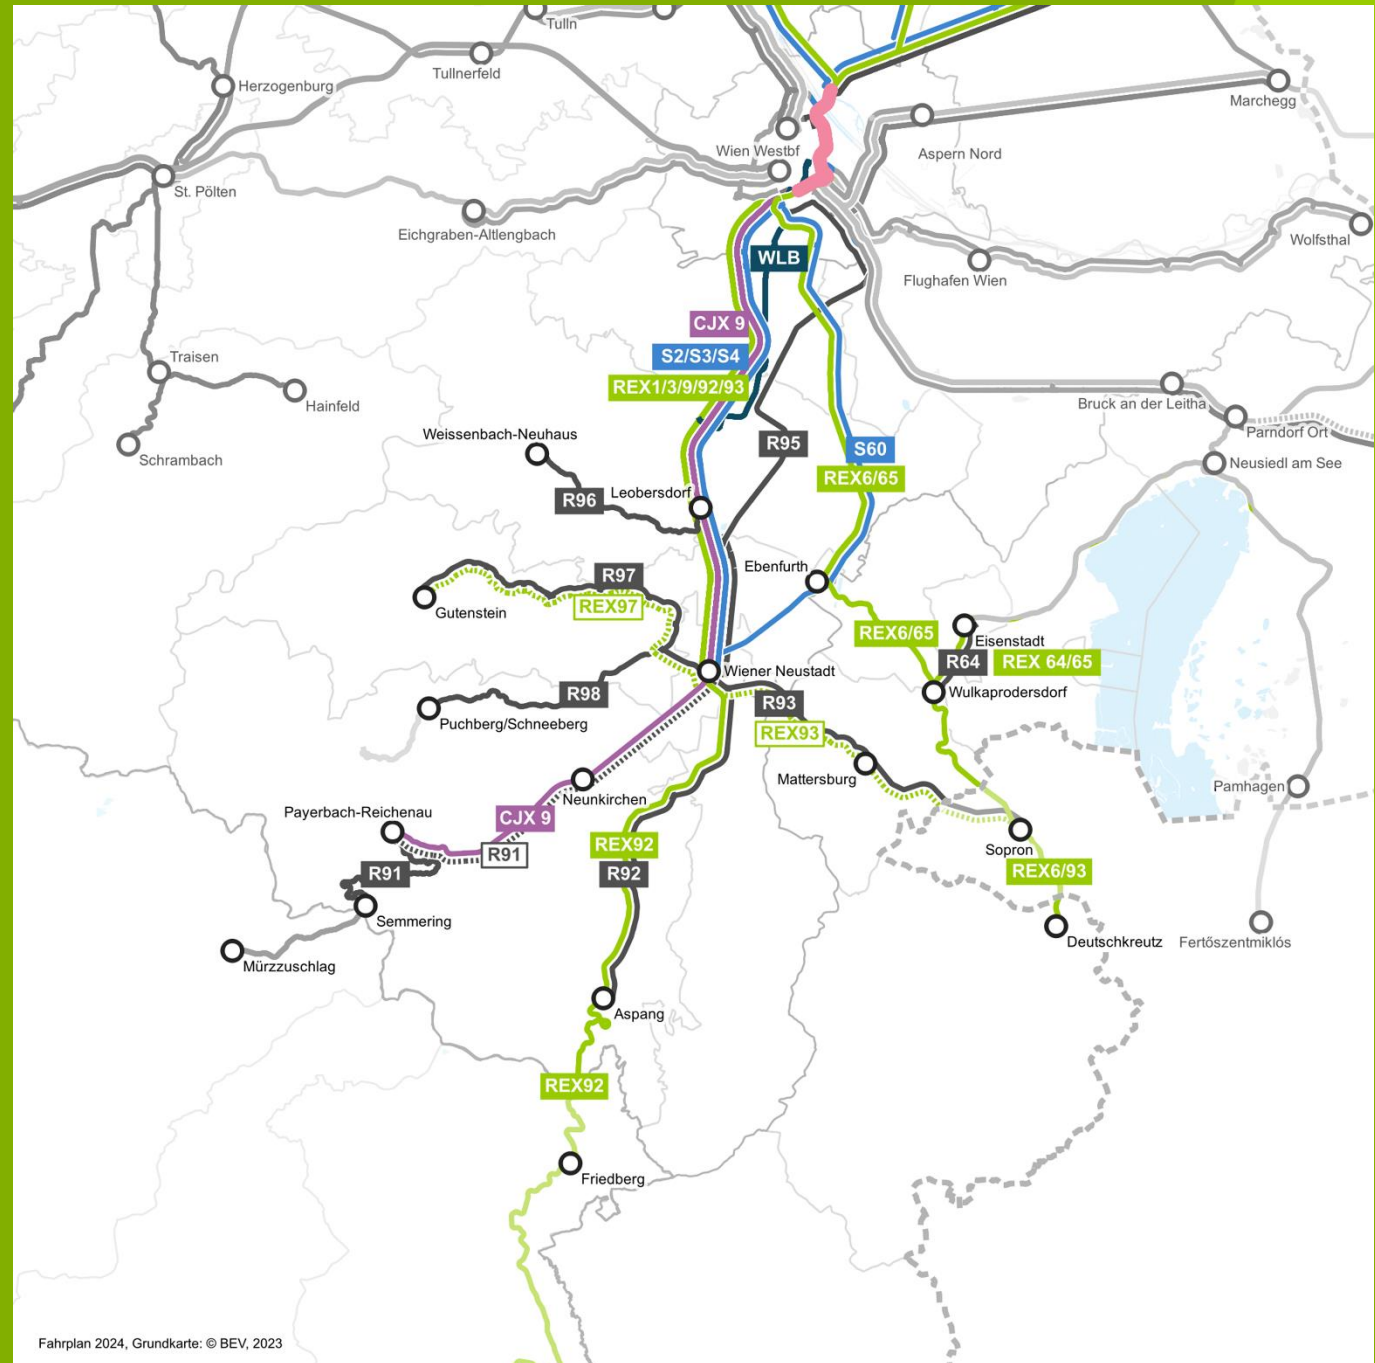 Tulln
Tullnerfeld
Herzogenburg
Marchegg
Wien Westbf
Aspern Nord
St. Pölten
Eichgraben-Altlengbach
Wolfsthal
WLB
Flughafen Wien
CJX 9
S2/S3/S4
Traisen
REX1/3/9/92/93
Hainfeld
Bruck an der Leitha
Parndorf Ort
Weissenbach-Neuhaus
R95
S60
Schrambach
Neusiedl am See
REX6/65
Leobersdorf
R96
Ebenfurth
R97
REX97
Gutenstein
REX6/65
Eisenstadt
R64
REX 64/65
Wiener Neustadt
R98
Wulkaprodersdorf
R93
Puchberg/Schneeberg
REX93
Mattersburg
Pamhagen
Neunkirchen
Payerbach-Reichenau
CJX 9
REX92
Sopron
R91
R91
R92
REX6/93
Semmering
Deutschkreutz
Fertőszentmiklós
Mürzzuschlag
Aspang
REX92
Friedberg
Fahrplan 2024, Grundkarte: © BEV, 2023